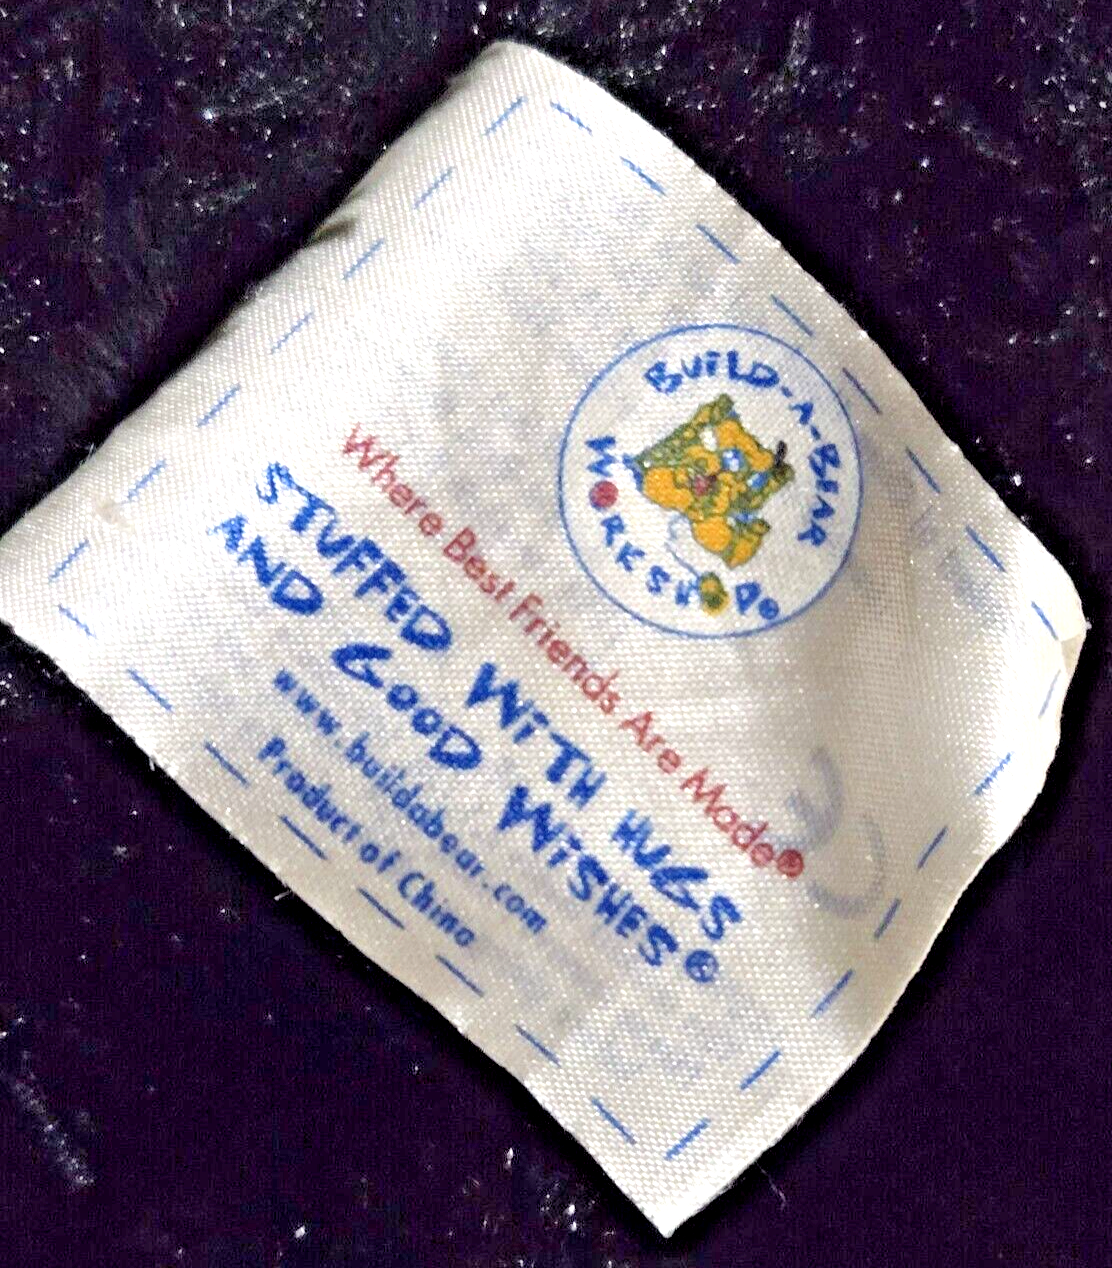 BUILD-A-BEAR
WORKSHOP®
Where Best Friends Are Made®
STUFFED WITH HUGS
AND GOOD WISHES®
www.buildabear.com
Product of China